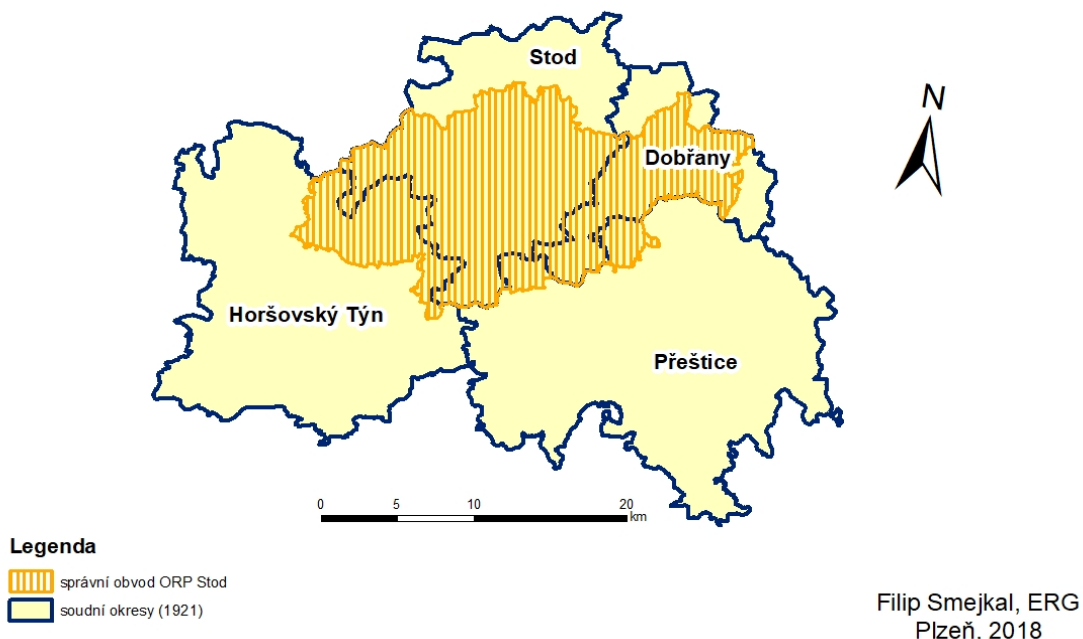 Stod
N
Dobřany
Horšovský Týn
Přeštice
0 5 10 20
km
Legenda
správní obvod ORP Stod
soudní okresy (1921)
Filip Smejkal, ERG
Plzeň, 2018